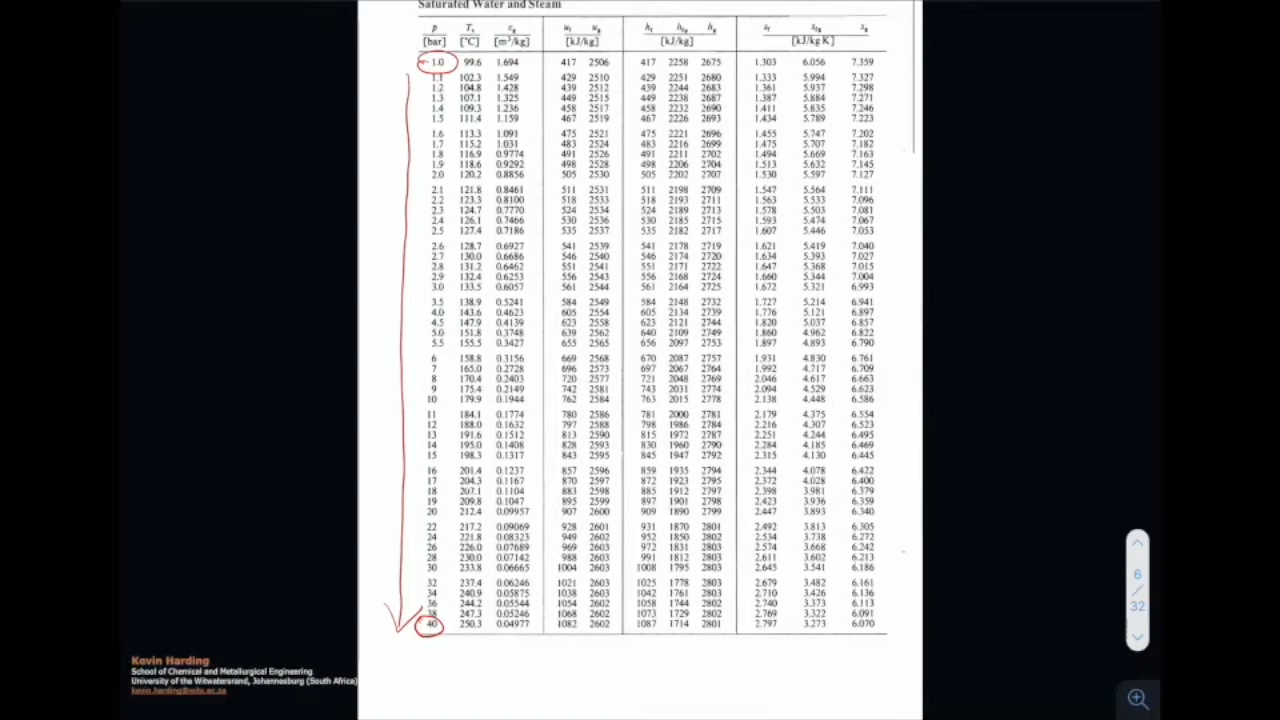 Saturated Water and Steam
p Ts vg uf ug hf hfg hg sf sfg sg
[bar] [°C] [m³/kg] [kJ/kg] [kJ/kg] [kJ/kg K]
1.0 99.6 1.694 417 2506 417 2258 2675 1.303 6.056 7.359
1.1 102.3 1.549 429 2510 429 2251 2680 1.333 5.994 7.327
1.2 104.8 1.428 439 2512 439 2244 2683 1.361 5.937 7.298
1.3 107.1 1.325 449 2515 449 2238 2687 1.387 5.884 7.271
1.4 109.3 1.236 458 2517 458 2232 2690 1.411 5.835 7.246
1.5 111.4 1.159 467 2519 467 2226 2693 1.434 5.789 7.223
1.6 113.3 1.091 475 2521 475 2221 2696 1.455 5.747 7.202
1.7 115.2 1.031 483 2524 483 2216 2699 1.475 5.707 7.182
1.8 116.9 0.9774 491 2526 491 2211 2702 1.494 5.669 7.163
1.9 118.6 0.9292 498 2528 498 2206 2704 1.513 5.632 7.145
2.0 120.2 0.8856 505 2530 505 2202 2707 1.530 5.597 7.127
2.1 121.8 0.8461 511 2531 511 2198 2709 1.547 5.564 7.111
2.2 123.3 0.8100 518 2533 518 2193 2711 1.563 5.533 7.096
2.3 124.7 0.7770 524 2534 524 2189 2713 1.578 5.503 7.081
2.4 126.1 0.7466 530 2536 530 2185 2715 1.593 5.474 7.067
2.5 127.4 0.7186 535 2537 535 2182 2717 1.607 5.446 7.053
2.6 128.7 0.6927 541 2539 541 2178 2719 1.621 5.419 7.040
2.7 130.0 0.6686 546 2540 546 2174 2720 1.634 5.393 7.027
2.8 131.2 0.6462 551 2541 551 2171 2722 1.647 5.368 7.015
2.9 132.4 0.6253 556 2543 556 2168 2724 1.660 5.344 7.004
3.0 133.5 0.6057 561 2544 561 2164 2725 1.672 5.321 6.993
3.5 138.9 0.5241 584 2549 584 2148 2732 1.727 5.214 6.941
4.0 143.6 0.4623 605 2554 605 2134 2739 1.776 5.121 6.897
4.5 147.9 0.4139 623 2558 623 2121 2744 1.820 5.037 6.857
5.0 151.8 0.3748 639 2562 640 2109 2749 1.860 4.962 6.822
5.5 155.5 0.3427 655 2565 656 2097 2753 1.897 4.893 6.790
6 158.8 0.3156 669 2568 670 2087 2757 1.931 4.830 6.761
7 165.0 0.2728 696 2573 697 2067 2764 1.992 4.717 6.709
8 170.4 0.2403 720 2577 721 2048 2769 2.046 4.617 6.663
9 175.4 0.2149 742 2581 743 2031 2774 2.094 4.529 6.623
10 179.9 0.1944 762 2584 763 2015 2778 2.138 4.448 6.586
11 184.1 0.1774 780 2586 781 2000 2781 2.179 4.375 6.554
12 188.0 0.1632 797 2588 798 1986 2784 2.216 4.307 6.523
13 191.6 0.1512 813 2590 815 1972 2787 2.251 4.244 6.495
14 195.0 0.1408 828 2593 830 1960 2790 2.284 4.185 6.469
15 198.3 0.1317 843 2595 845 1947 2792 2.315 4.130 6.445
16 201.4 0.1237 857 2596 859 1935 2794 2.344 4.078 6.422
17 204.3 0.1167 870 2597 872 1923 2795 2.372 4.028 6.400
18 207.1 0.1104 883 2598 885 1912 2797 2.398 3.981 6.379
19 209.8 0.1047 895 2599 897 1901 2798 2.423 3.936 6.359
20 212.4 0.09957 907 2600 909 1890 2799 2.447 3.893 6.340
22 217.2 0.09069 928 2601 931 1870 2801 2.492 3.813 6.305
24 221.8 0.08323 949 2602 952 1850 2802 2.534 3.738 6.272
26 226.0 0.07689 969 2603 972 1831 2803 2.574 3.668 6.242
28 230.0 0.07142 988 2603 991 1812 2803 2.611 3.602 6.213
30 233.8 0.06665 1004 2603 1008 1795 2803 2.645 3.541 6.186
32 237.4 0.06246 1021 2603 1025 1778 2803 2.679 3.482 6.161
34 240.9 0.05875 1038 2603 1042 1761 2803 2.710 3.426 6.136
36 244.2 0.05544 1054 2602 1058 1744 2802 2.740 3.373 6.113
38 247.3 0.05246 1068 2602 1073 1729 2802 2.769 3.322 6.091
40 250.3 0.04977 1082 2602 1087 1714 2801 2.797 3.273 6.070
Kevin Harding
School of Chemical and Metallurgical Engineering
University of the Witwatersrand, Johannesburg (South Africa)
kevin.harding@wits.ac.za
6
/
32